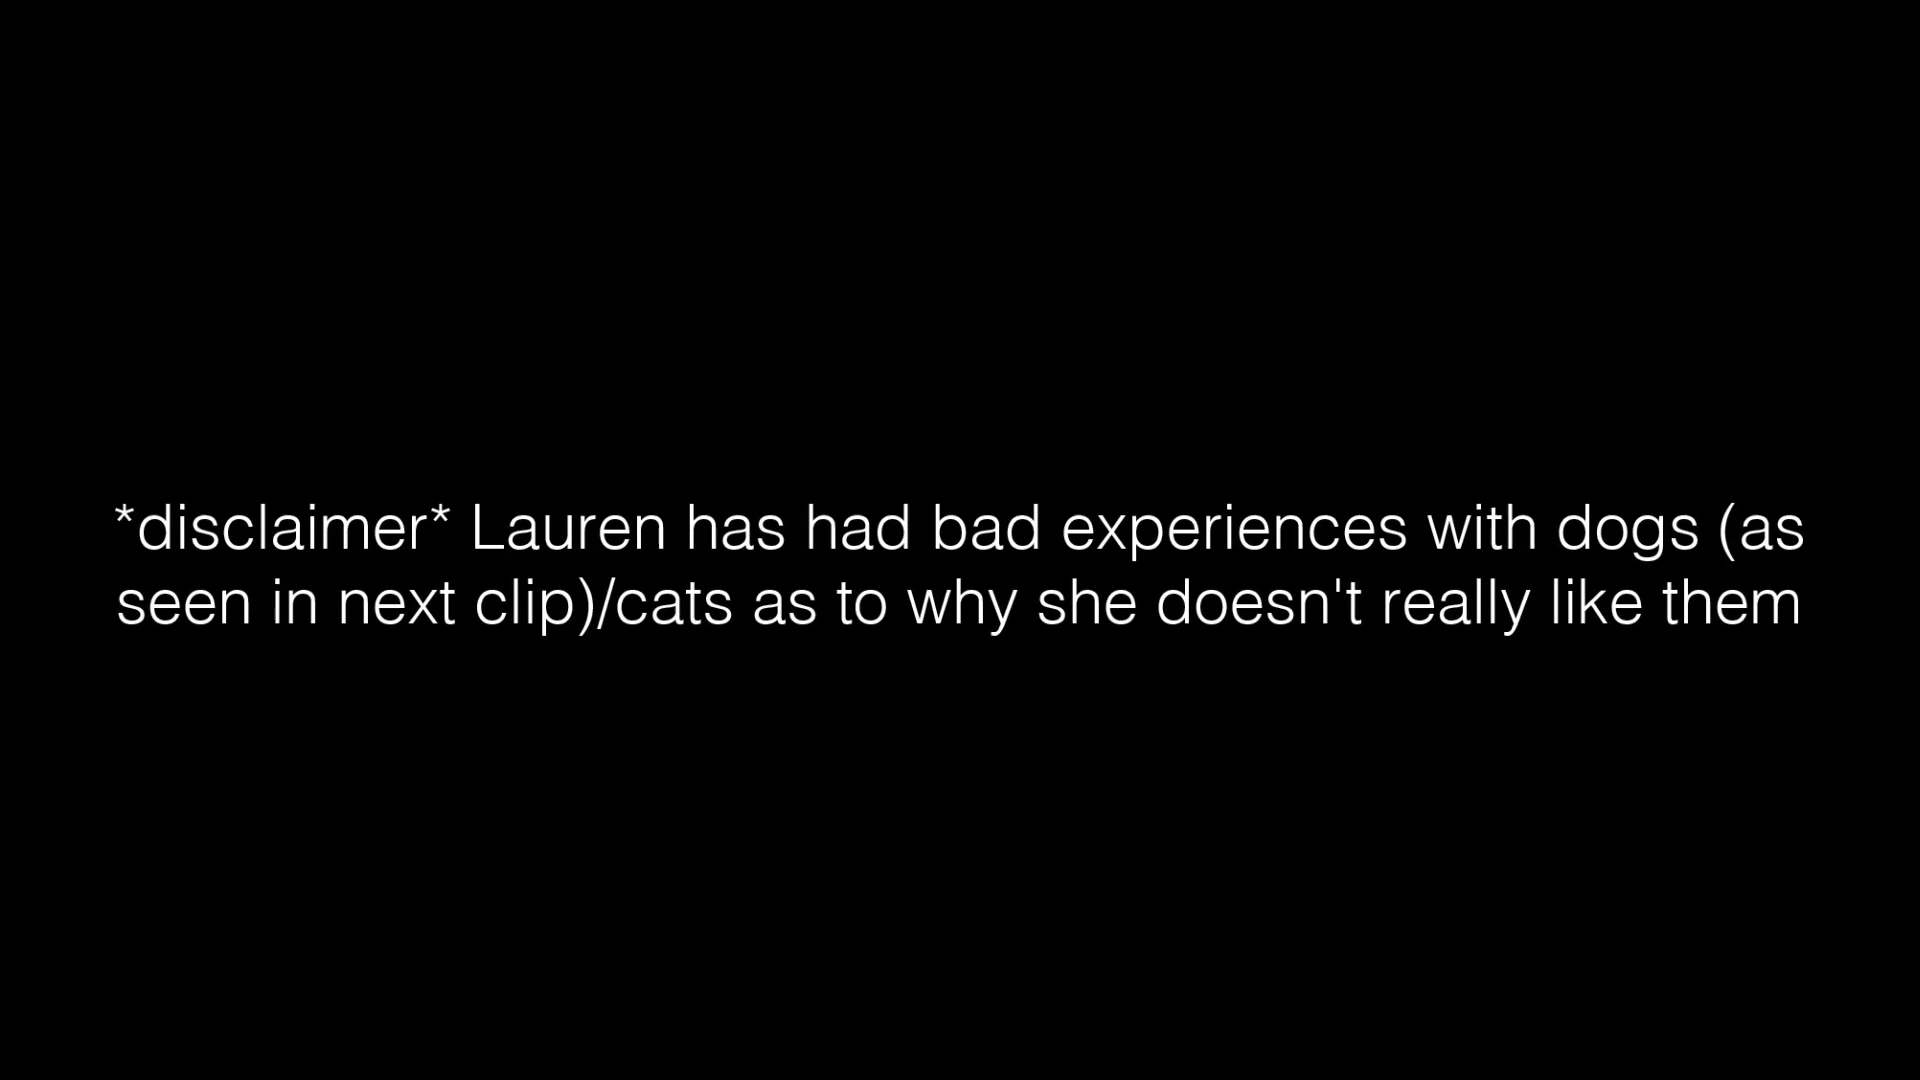 *disclaimer* Lauren has had bad experiences with dogs (as
seen in next clip)/cats as to why she doesn't really like them